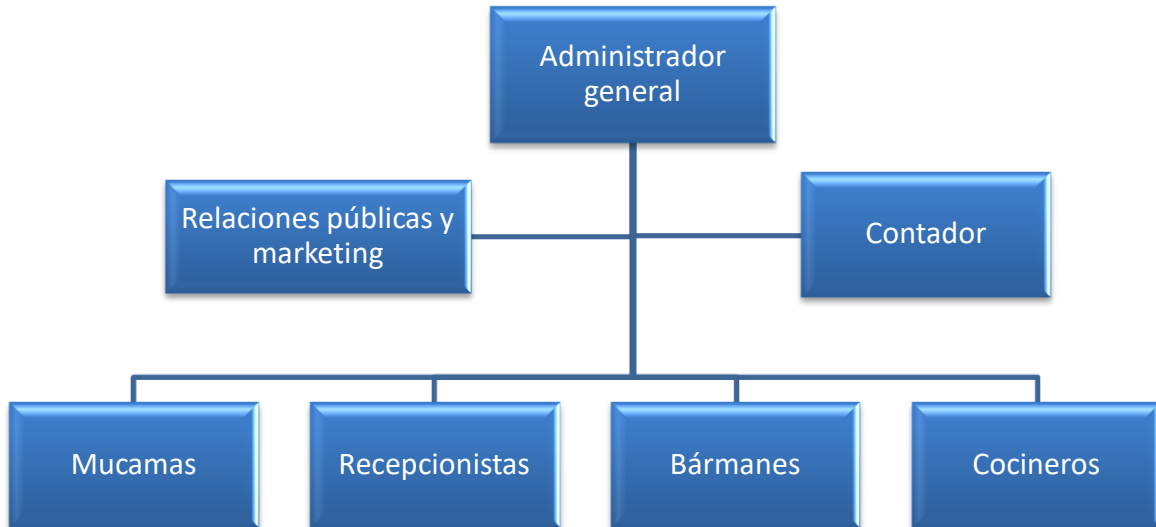 Administrador
general
Relaciones públicas y
marketing
Contador
Mucamas
Recepcionistas
Bármanes
Cocineros